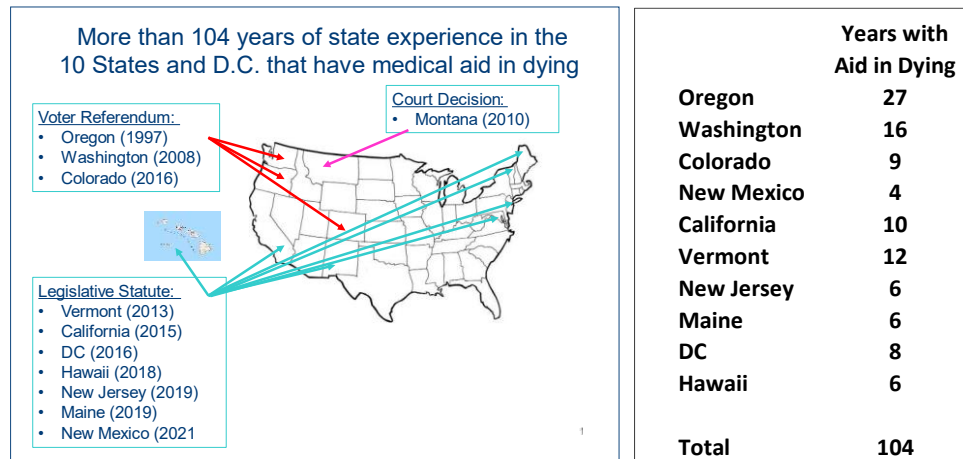 More than 104 years of state experience in the
10 States and D.C. that have medical aid in dying
Voter Referendum:
• Oregon (1997)
• Washington (2008)
• Colorado (2016)
Court Decision:
• Montana (2010)
Legislative Statute:
• Vermont (2013)
• California (2015)
• DC (2016)
• Hawaii (2018)
• New Jersey (2019)
• Maine (2019)
• New Mexico (2021
1
Years with
Aid in Dying
Oregon 27
Washington 16
Colorado 9
New Mexico 4
California 10
Vermont 12
New Jersey 6
Maine 6
DC 8
Hawaii 6
Total 104